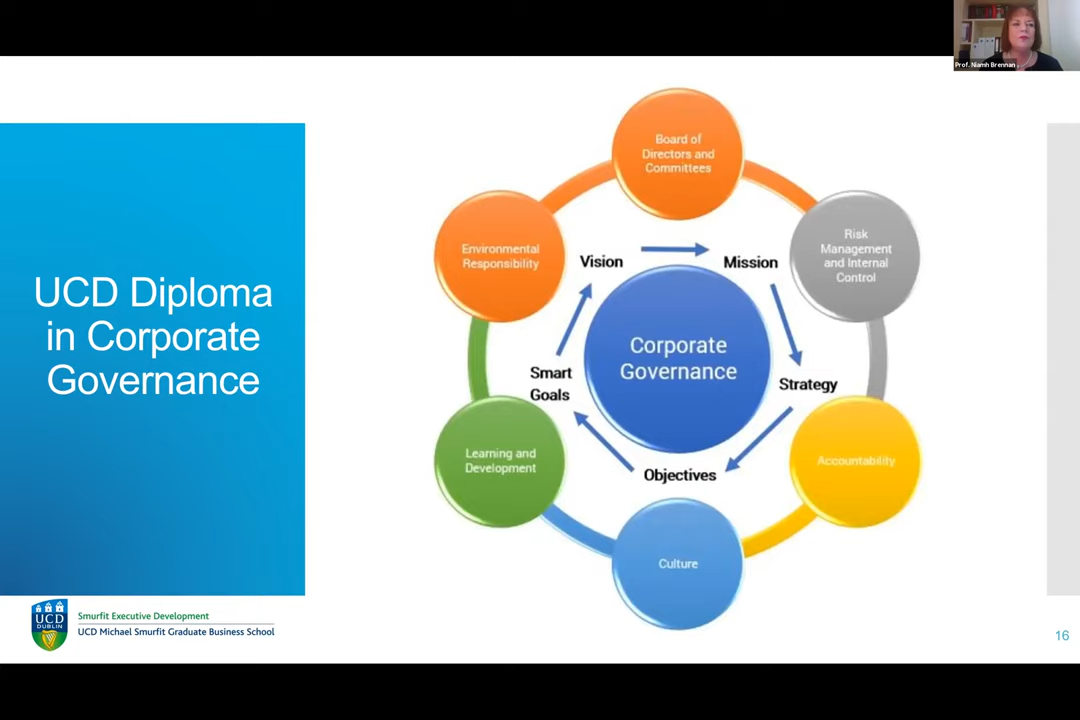 Prof. Niamh Brennan
UCD Diploma
in Corporate
Governance
Board of
Directors and
Committees
Risk
Management
and Internal
Control
Accountability
Culture
Learning and
Development
Environmental
Responsibility
Vision
Mission
Strategy
Objectives
Smart
Goals
Corporate
Governance
UCD
DUBLIN
Smurfit Executive Development
UCD Michael Smurfit Graduate Business School
16